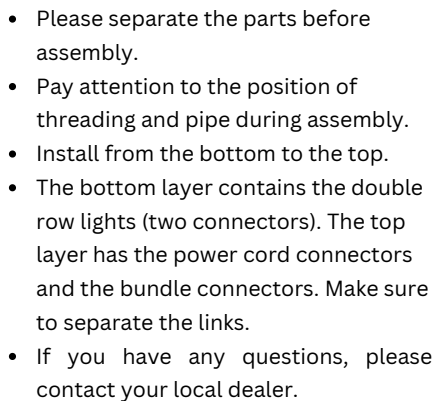 • Please separate the parts before
assembly.
• Pay attention to the position of
threading and pipe during assembly.
• Install from the bottom to the top.
• The bottom layer contains the double
row lights (two connectors). The top
layer has the power cord connectors
and the bundle connectors. Make sure
to separate the links.
• If you have any questions, please
contact your local dealer.